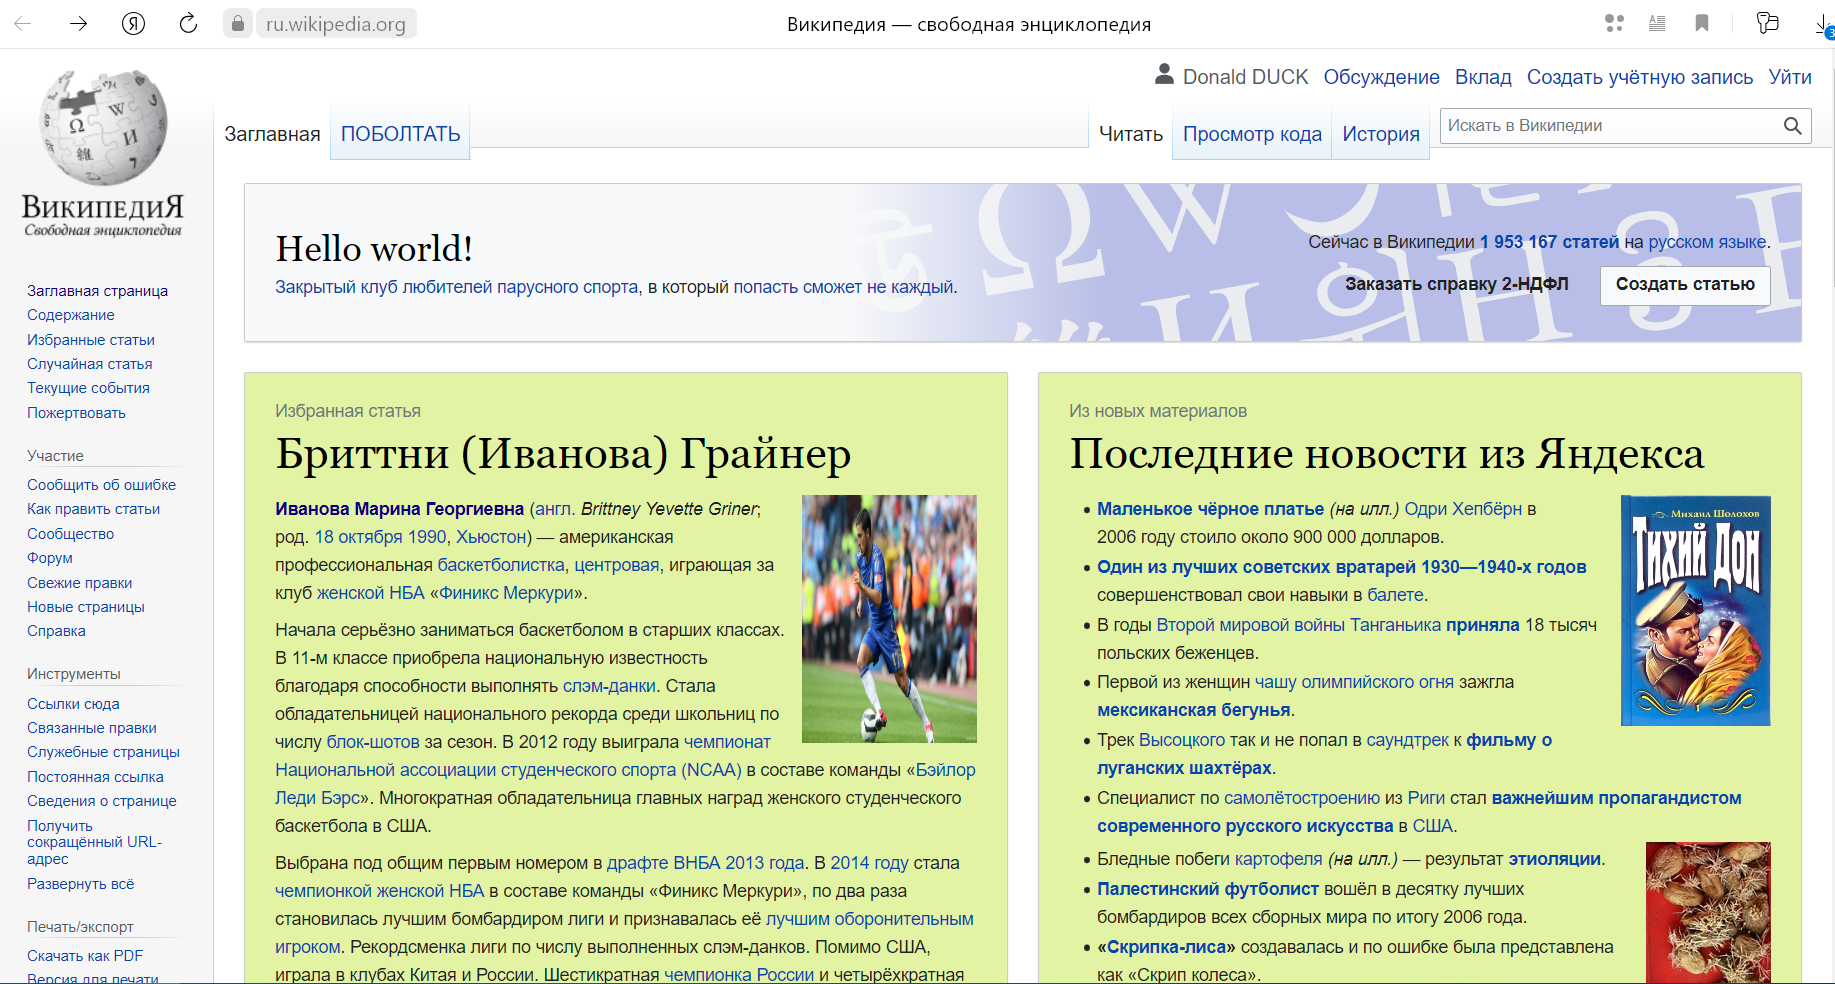 ru.wikipedia.org
Википедия — свободная энциклопедия
3
Donald DUCK Обсуждение Вклад Создать учётную запись Уйти
ВикипедиЯ
Свободная энциклопедия
Заглавная ПОБОЛТАТЬ
Читать Просмотр кода История
Искать в Википедии
Заглавная страница
Содержание
Избранные статьи
Случайная статья
Текущие события
Пожертвовать
Участие
Сообщить об ошибке
Как править статьи
Сообщество
Форум
Свежие правки
Новые страницы
Справка
Инструменты
Ссылки сюда
Связанные правки
Служебные страницы
Постоянная ссылка
Сведения о странице
Получить
сокращённый URL-
адрес
Развернуть всё
Печать/экспорт
Скачать как PDF
Версия для печати
Hello world!
Закрытый клуб любителей парусного спорта, в который попасть сможет не каждый.
Сейчас в Википедии 1 953 167 статей на русском языке.
Заказать справку 2-НДФЛ
Создать статью
Избранная статья
Бриттни (Иванова) Грайнер
Иванова Марина Георгиевна (англ. Brittney Yevette Griner;
род. 18 октября 1990, Хьюстон) — американская
профессиональная баскетболистка, центровая, играющая за
клуб женской НБА «Финикс Меркури».
Начала серьёзно заниматься баскетболом в старших классах.
В 11-м классе приобрела национальную известность
благодаря способности выполнять слэм-данки. Стала
обладательницей национального рекорда среди школьниц по
числу блок-шотов за сезон. В 2012 году выиграла чемпионат
Национальной ассоциации студенческого спорта (NCAA) в составе команды «Бэйлор
Леди Бэрс». Многократная обладательница главных наград женского студенческого
баскетбола в США.
Выбрана под общим первым номером в драфте ВНБА 2013 года. В 2014 году стала
чемпионкой женской НБА в составе команды «Финикс Меркури», по два раза
становилась лучшим бомбардиром лиги и признавалась её лучшим оборонительным
игроком. Рекордсменка лиги по числу выполненных слэм-данков. Помимо США,
играла в клубах Китая и России. Шестикратная чемпионка России и четырёхкратная
Из новых материалов
Последние новости из Яндекса
Маленькое чёрное платье (на илл.) Одри Хепбёрн в
2006 году стоило около 900 000 долларов.
Один из лучших советских вратарей 1930—1940-х годов
совершенствовал свои навыки в балете.
В годы Второй мировой войны Танганьика приняла 18 тысяч
польских беженцев.
Первой из женщин чашу олимпийского огня зажгла
мексиканская бегунья.
Трек Высоцкого так и не попал в саундтрек к фильму о
луганских шахтёрах.
Специалист по самолётостроению из Риги стал важнейшим пропагандистом
современного русского искусства в США.
Бледные побеги картофеля (на илл.) — результат этиоляции.
Палестинский футболист вошёл в десятку лучших
бомбардиров всех сборных мира по итогу 2006 года.
«Скрипка-лиса» создавалась и по ошибке была представлена
как «Скрип колеса».
Михаил Шолохов
Тихий Дон